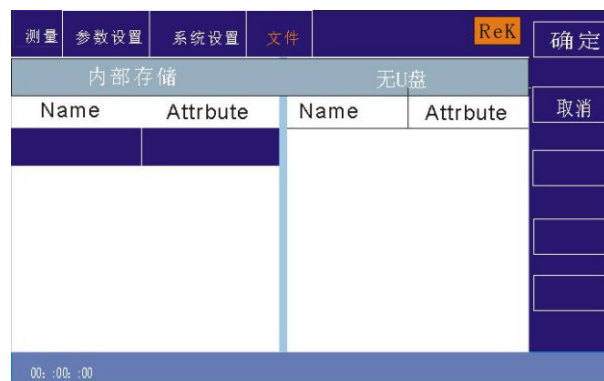 测量 参数设置 系统设置 文件 ReK 确定
内部存储 无U盘
Name Attrbute Name Attrbute 取消
00: :00: :00